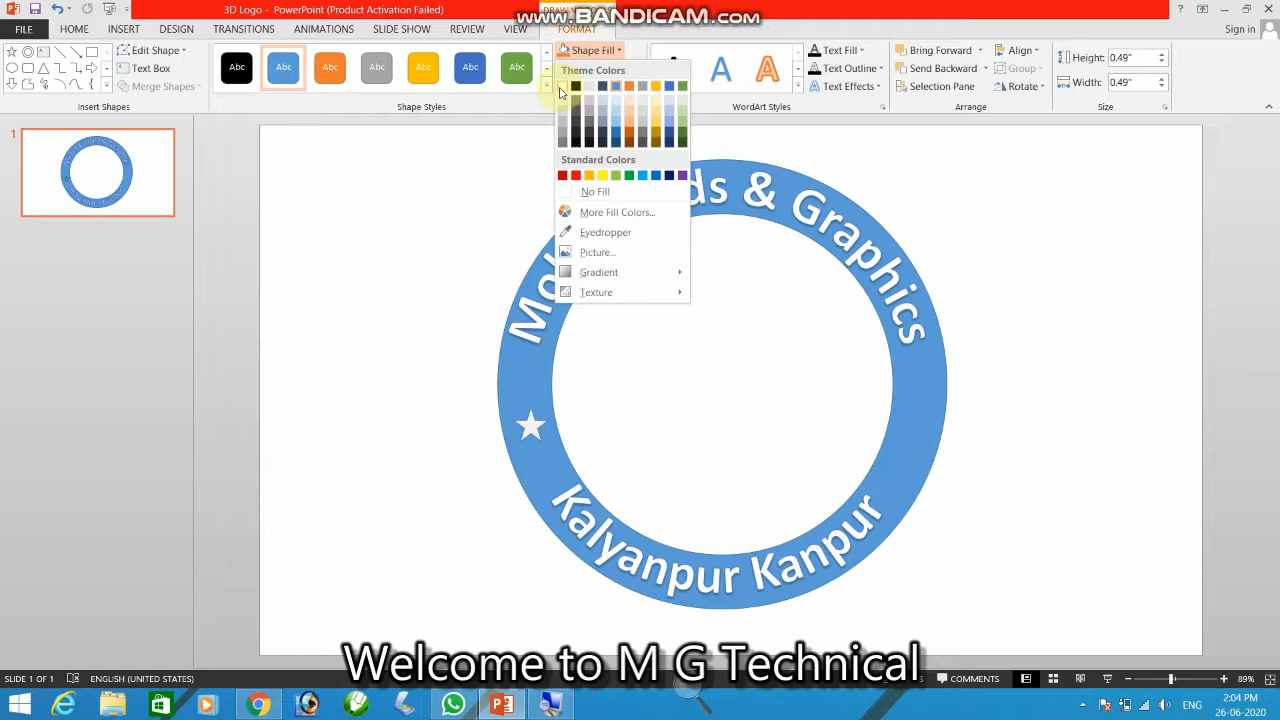 3D Logo - PowerPoint (Product Activation Failed)
www.BANDICAM.com
Sign in
FILE
HOME
INSERT
DESIGN
TRANSITIONS
ANIMATIONS
SLIDE SHOW
REVIEW
VIEW
FORMAT
Edit Shape
Text Box
Merge Shapes
Insert Shapes
Abc
Abc
Abc
Abc
Abc
Abc
Abc
Shape Styles
Shape Fill
Theme Colors
Standard Colors
No Fill
More Fill Colors...
Eyedropper
Picture...
Gradient
Texture
Text Fill
Text Outline
Text Effects
WordArt Styles
Bring Forward
Send Backward
Selection Pane
Align
Group
Rotate
Arrange
Height: 0.49"
Width: 0.49"
Size
1
& Graphics
Kalyanpur Kanpur
Welcome to M G Technical
SLIDE 1 OF 1
ENGLISH (UNITED STATES)
COMMENTS
89%
ENG
2:04 PM
26-06-2020